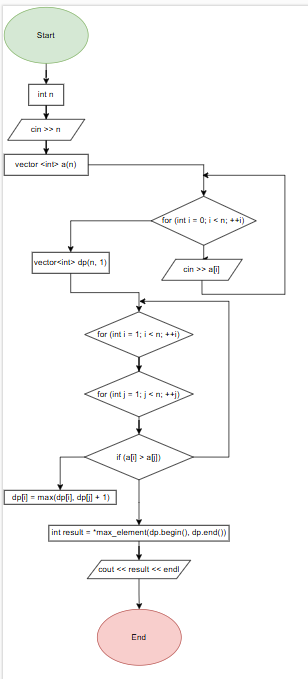 Start
int n
cin >> n
vector <int> a(n)
for (int i = 0; i < n; ++i)
cin >> a[i]
vector<int> dp(n, 1)
for (int i = 1; i < n; ++i)
for (int j = 1; j < n; ++j)
if (a[i] > a[j])
dp[i] = max(dp[i], dp[j] + 1)
int result = *max_element(dp.begin(), dp.end())
cout << result << endl
End